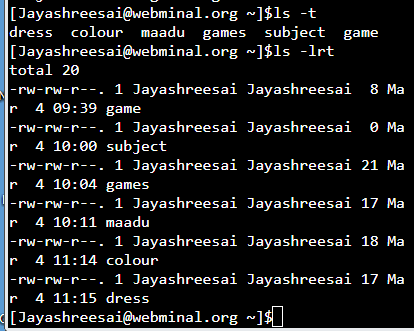 [Jayashreesai@webminal.org ~]$ls -t
dress  colour  maadu  games  subject  game
[Jayashreesai@webminal.org ~]$ls -lrt
total 20
-rw-rw-r--. 1 Jayashreesai Jayashreesai  8 Ma
r  4 09:39 game
-rw-rw-r--. 1 Jayashreesai Jayashreesai  0 Ma
r  4 10:00 subject
-rw-rw-r--. 1 Jayashreesai Jayashreesai 21 Ma
r  4 10:04 games
-rw-rw-r--. 1 Jayashreesai Jayashreesai 17 Ma
r  4 10:11 maadu
-rw-rw-r--. 1 Jayashreesai Jayashreesai 18 Ma
r  4 11:14 colour
-rw-rw-r--. 1 Jayashreesai Jayashreesai 17 Ma
r  4 11:15 dress
[Jayashreesai@webminal.org ~]$